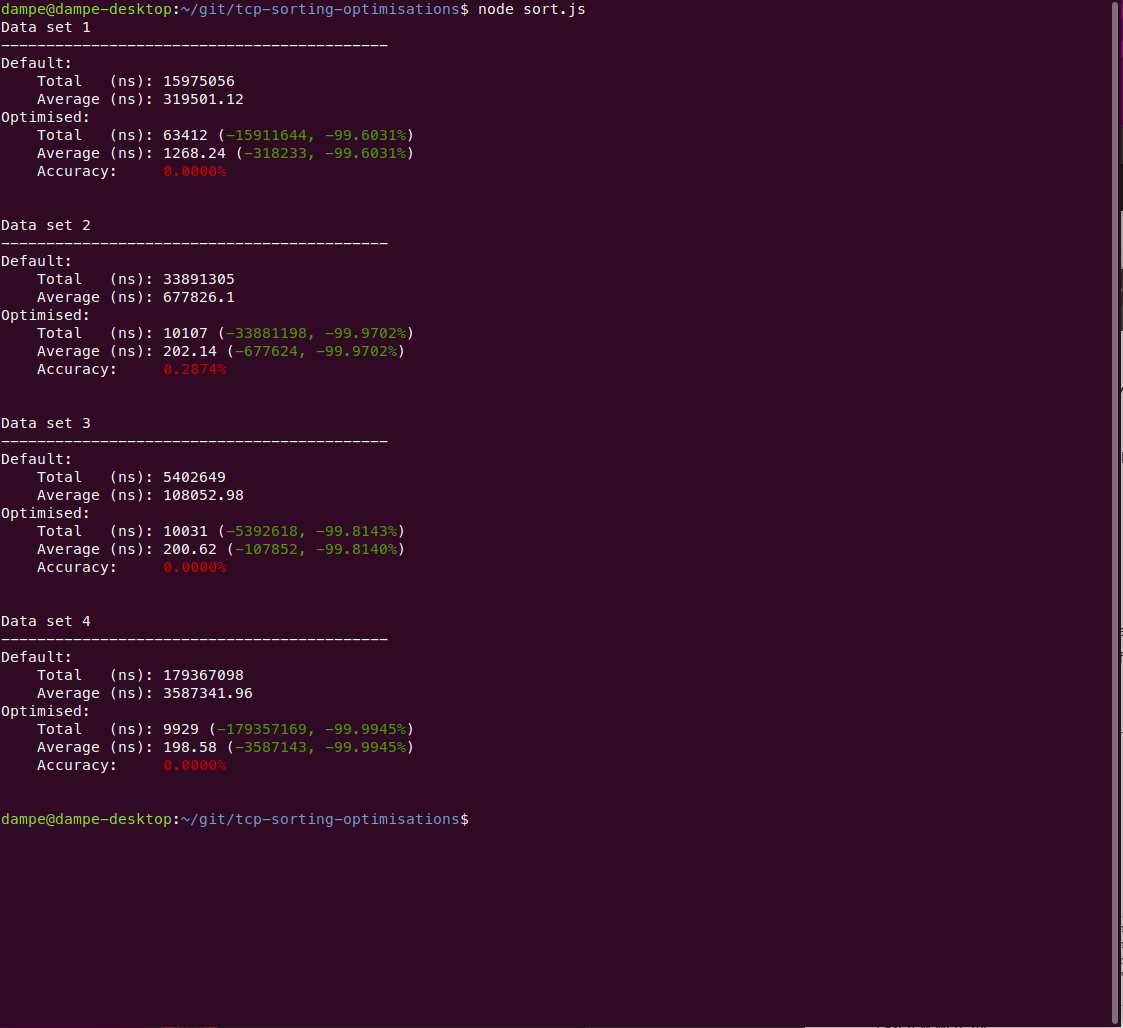 dampe@dampe-desktop:~/git/tcp-sorting-optimisations$ node sort.js
Data set 1
-------------------------------------------
Default:
    Total   (ns): 15975056
    Average (ns): 319501.12
Optimised:
    Total   (ns): 63412 (-15911644, -99.6031%)
    Average (ns): 1268.24 (-318233, -99.6031%)
    Accuracy:     0.0000%
Data set 2
-------------------------------------------
Default:
    Total   (ns): 33891305
    Average (ns): 677826.1
Optimised:
    Total   (ns): 10107 (-33881198, -99.9702%)
    Average (ns): 202.14 (-677624, -99.9702%)
    Accuracy:     0.2874%
Data set 3
-------------------------------------------
Default:
    Total   (ns): 5402649
    Average (ns): 108052.98
Optimised:
    Total   (ns): 10031 (-5392618, -99.8143%)
    Average (ns): 200.62 (-107852, -99.8140%)
    Accuracy:     0.0000%
Data set 4
-------------------------------------------
Default:
    Total   (ns): 179367098
    Average (ns): 3587341.96
Optimised:
    Total   (ns): 9929 (-179357169, -99.9945%)
    Average (ns): 198.58 (-3587143, -99.9945%)
    Accuracy:     0.0000%
dampe@dampe-desktop:~/git/tcp-sorting-optimisations$